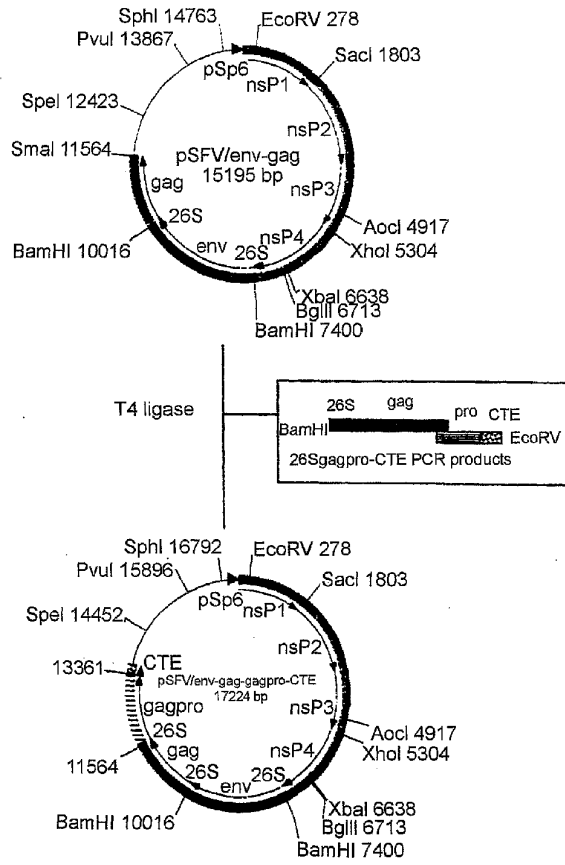 SphI 14763
EcoRV 278
PvuI 13867
SacI 1803
pSp6
nsP1
SpeI 12423
nsP2
SmaI 11564
pSFV/env-gag
15195 bp
nsP3
gag
AocI 4917
26S
nsP4
XhoI 5304
BamHI 10016
env
26S
XbaI 6638
BglII 6713
BamHI 7400
T4 ligase
26S gag pro CTE
BamHI
EcoRV
26Sgagpro-CTE PCR products
SphI 16792
EcoRV 278
PvuI 15896
SacI 1803
pSp6
nsP1
SpeI 14452
nsP2
13361
CTE
pSFV/env-gag-gagpro-CTE
17224 bp
gagpro
nsP3
AocI 4917
26S
nsP4
XhoI 5304
11564
gag
26S
26S
env
XbaI 6638
BamHI 10016
BglII 6713
BamHI 7400